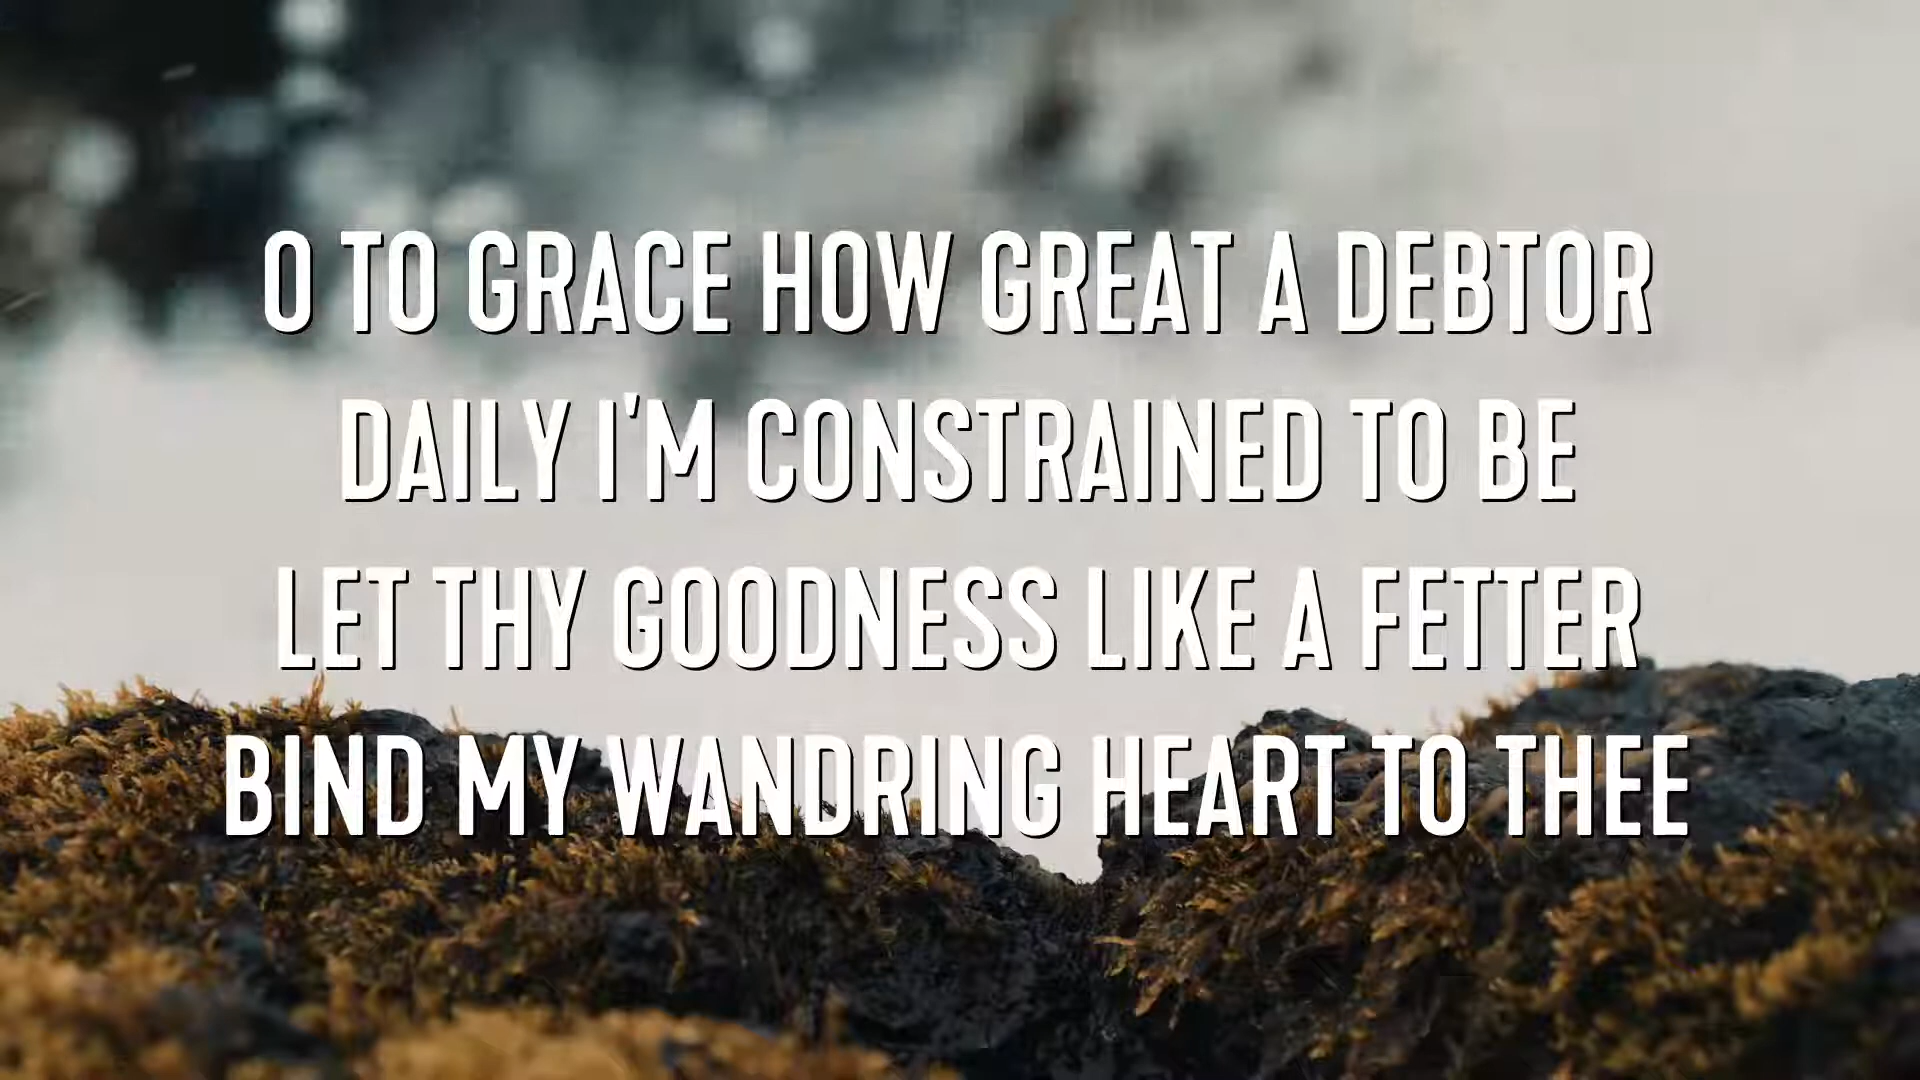 O TO GRACE HOW GREAT A DEBTOR
DAILY I'M CONSTRAINED TO BE
LET THY GOODNESS LIKE A FETTER
BIND MY WANDRING HEART TO THEE